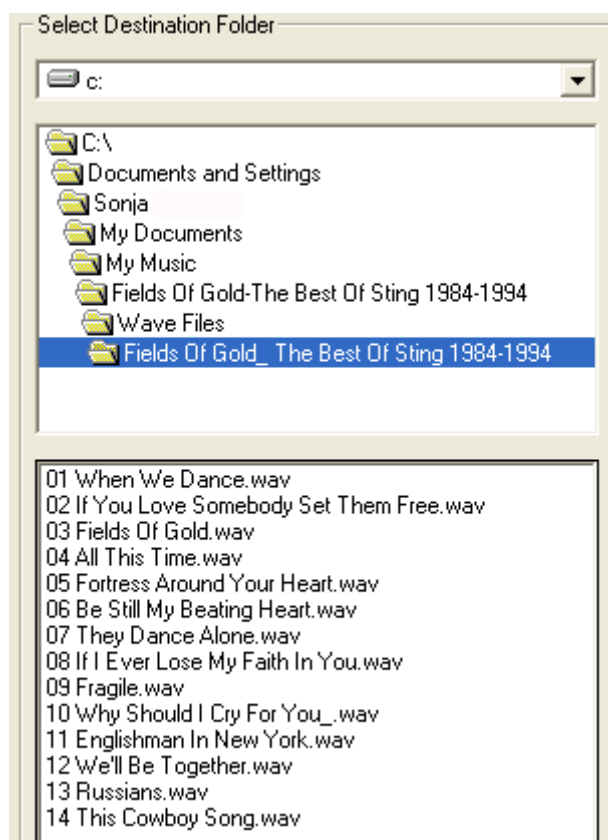 Select Destination Folder
c:
C:\
Documents and Settings
Sonja
My Documents
My Music
Fields Of Gold-The Best Of Sting 1984-1994
Wave Files
Fields Of Gold_ The Best Of Sting 1984-1994
01 When We Dance.wav
02 If You Love Somebody Set Them Free.wav
03 Fields Of Gold.wav
04 All This Time.wav
05 Fortress Around Your Heart.wav
06 Be Still My Beating Heart.wav
07 They Dance Alone.wav
08 If I Ever Lose My Faith In You.wav
09 Fragile.wav
10 Why Should I Cry For You_.wav
11 Englishman In New York.wav
12 We'll Be Together.wav
13 Russians.wav
14 This Cowboy Song.wav